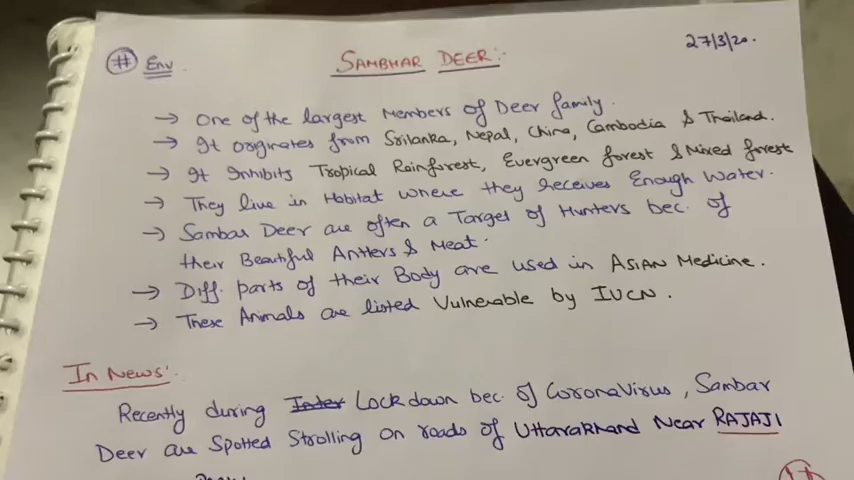 # Env
SAMBHAR DEER:-
27/3/20.
→ One of the largest Members of Deer family.
→ It originates from Srilanka, Nepal, China, Cambodia & Thailand.
→ It Inhibits Tropical Rainforest, Evergreen forest & Mixed forest
→ They live in Habitat where they Receives Enough Water.
→ Sambar Deer are often a Target of Hunters bec. of
their Beautiful Antlers & Meat.
→ Diff. parts of their Body are used in ASIAN Medicine.
→ These Animals are listed Vulnerable by IUCN.
In News:
Recently during Lockdown bec. of CoronaVirus, Sambar
Deer are Spotted Strolling on roads of Uttarakhand Near RAJAJI